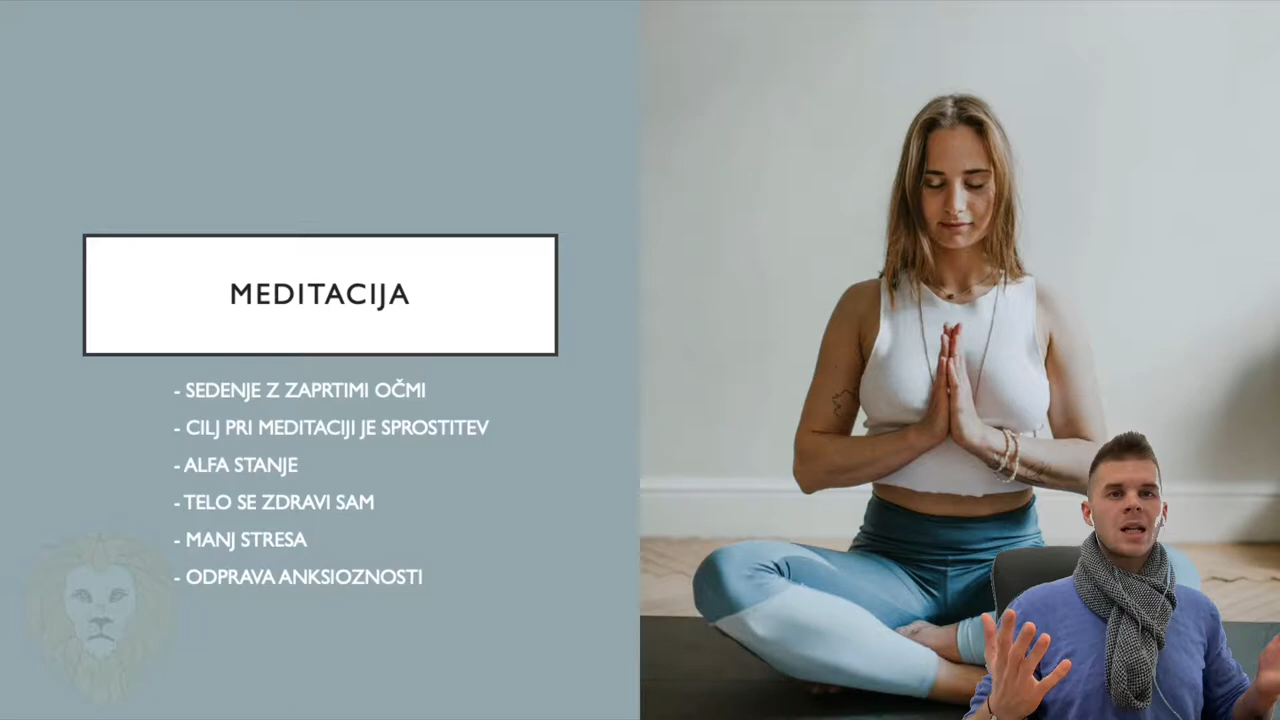 MEDITACIJA
- SEDENJE Z ZAPRTIMI OČMI
- CILJ PRI MEDITACIJI JE SPROSTITEV
- ALFA STANJE
- TELO SE ZDRAVI SAM
- MANJ STRESA
- ODPRAVA ANKSIOZNOSTI